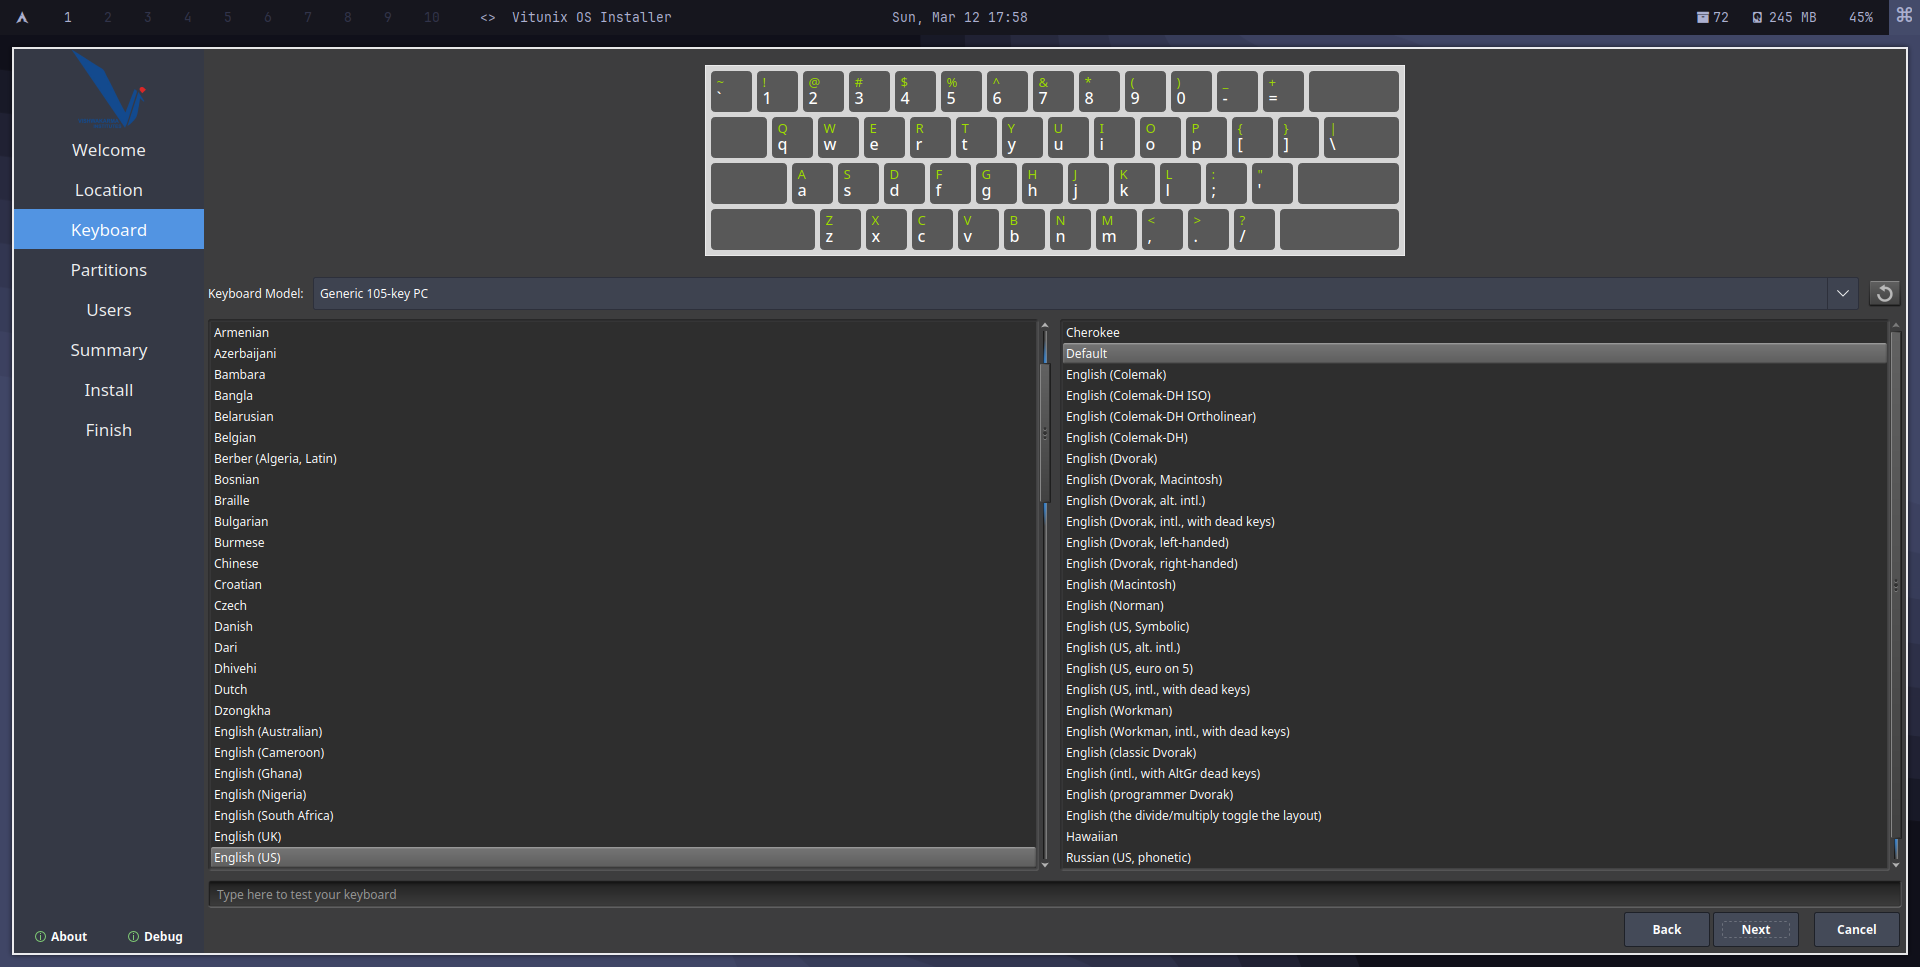 1 2 3 4 5 6 7 8 9 10 <> Vitunix OS Installer Sun, Mar 12 17:58 72 245 MB 45%
Welcome
Location
Keyboard
Partitions
Users
Summary
Install
Finish
About Debug
~ ! @ # $ % ^ & * ( ) _ +
` 1 2 3 4 5 6 7 8 9 0 - =
Q W E R T Y U I O P { } |
q w e r t y u i o p [ ] \
A S D F G H J K L : "
a s d f g h j k l ; '
Z X C V B N M < > ?
z x c v b n m , . /
Keyboard Model: Generic 105-key PC
Armenian
Azerbaijani
Bambara
Bangla
Belarusian
Belgian
Berber (Algeria, Latin)
Bosnian
Braille
Bulgarian
Burmese
Chinese
Croatian
Czech
Danish
Dari
Dhivehi
Dutch
Dzongkha
English (Australian)
English (Cameroon)
English (Ghana)
English (Nigeria)
English (South Africa)
English (UK)
English (US)
Cherokee
Default
English (Colemak)
English (Colemak-DH ISO)
English (Colemak-DH Ortholinear)
English (Colemak-DH)
English (Dvorak)
English (Dvorak, Macintosh)
English (Dvorak, alt. intl.)
English (Dvorak, intl., with dead keys)
English (Dvorak, left-handed)
English (Dvorak, right-handed)
English (Macintosh)
English (Norman)
English (US, Symbolic)
English (US, alt. intl.)
English (US, euro on 5)
English (US, intl., with dead keys)
English (Workman)
English (Workman, intl., with dead keys)
English (classic Dvorak)
English (intl., with AltGr dead keys)
English (programmer Dvorak)
English (the divide/multiply toggle the layout)
Hawaiian
Russian (US, phonetic)
Type here to test your keyboard
Back Next Cancel